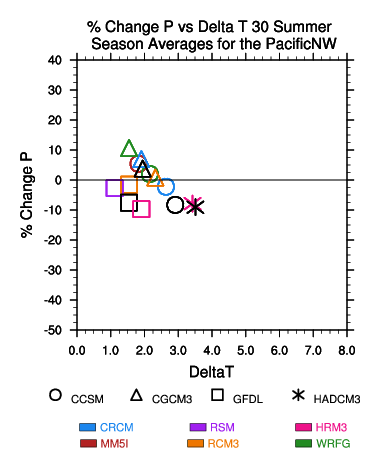 % Change P vs Delta T 30 Summer
Season Averages for the PacificNW
% Change P
40
30
20
10
0
-10
-20
-30
-40
-50
0.0 1.0 2.0 3.0 4.0 5.0 6.0 7.0 8.0
DeltaT
CCSM CGCM3 GFDL HADCM3
CRCM RSM HRM3
MM5I RCM3 WRFG